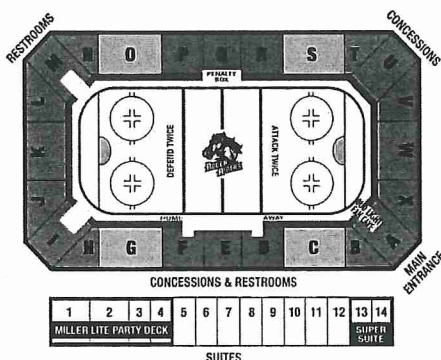 RESTROOMS
CONCESSIONS
M N O P Q R S T U
PENALTY
BOX
L
K
J
I
V
W
X
DEFEND TWICE
ATTACK TWICE
HOME
AWAY
H G F E D C B A
MAIN
ENTRANCE
CONCESSIONS & RESTROOMS
1 2 3 4 5 6 7 8 9 10 11 12 13 14
MILLER LITE PARTY DECK
SUPER
SUITE
SUITES